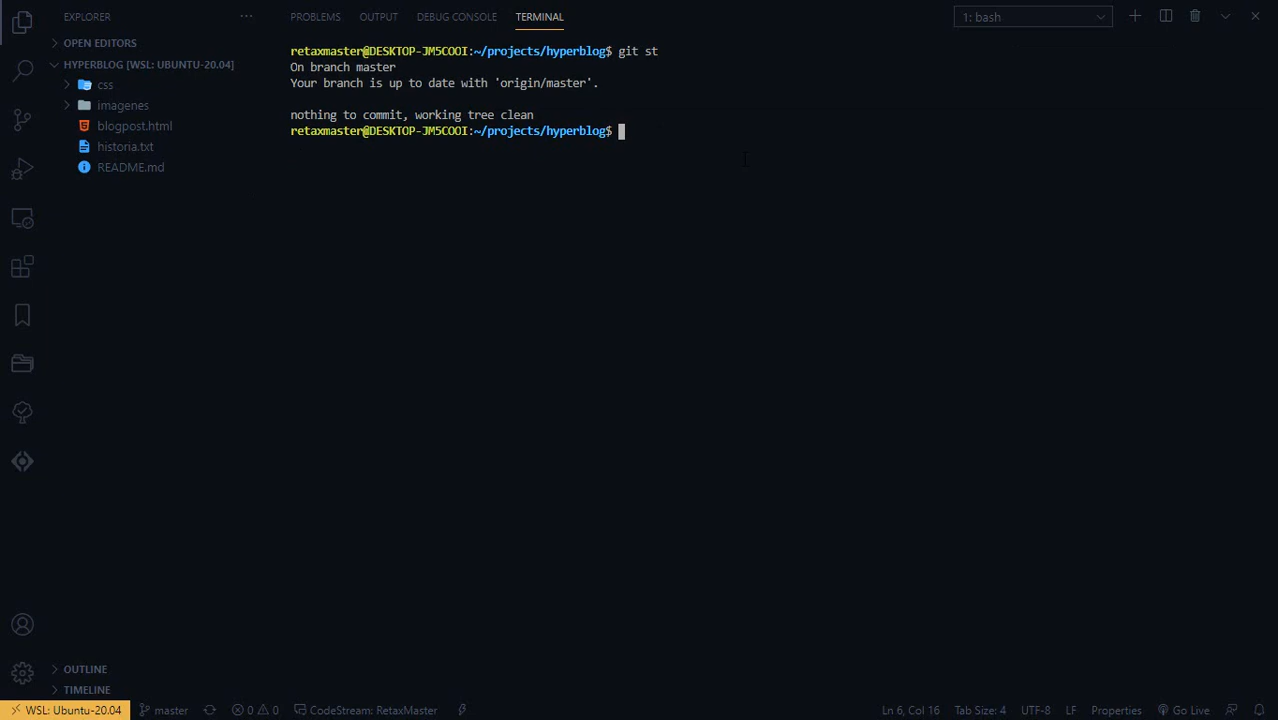 EXPLORER
OPEN EDITORS
HYPERBLOG [WSL: UBUNTU-20.04]
css
imagenes
blogpost.html
historia.txt
README.md
OUTLINE
TIMELINE
PROBLEMS OUTPUT DEBUG CONSOLE TERMINAL 1: bash
retaxmaster@DESKTOP-JM5COOI:~/projects/hyperblog$ git st
On branch master
Your branch is up to date with 'origin/master'.
nothing to commit, working tree clean
retaxmaster@DESKTOP-JM5COOI:~/projects/hyperblog$
WSL: Ubuntu-20.04 master 0 0 CodeStream: RetaxMaster Ln 6, Col 16 Tab Size: 4 UTF-8 LF Properties Go Live